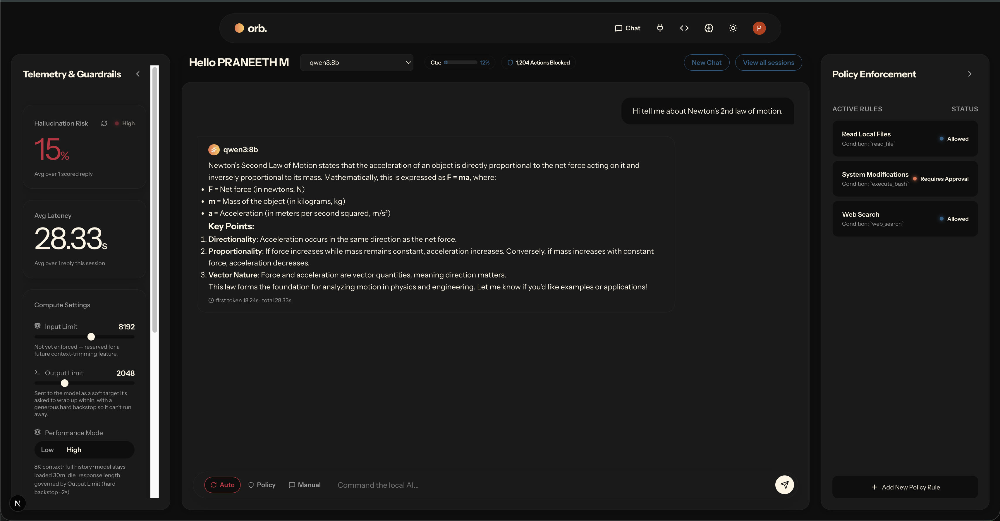 orb.
Chat
P
Telemetry & Guardrails
Hallucination Risk
High
15%
Avg over 1 scored reply
Avg Latency
28.33s
Avg over 1 reply this session
Compute Settings
Input Limit
8192
Not yet enforced — reserved for a
future context-trimming feature.
Output Limit
2048
Sent to the model as a soft target it's
asked to wrap up within, with a
generous hard backstop so it can't run
away.
Performance Mode
Low
High
8K context · full history · model stays
loaded 30m idle · response length
governed by Output Limit (hard
backstop ~2×)
N
Hello PRANEETH M
qwen3:8b
Ctx:
12%
1,204 Actions Blocked
New Chat
View all sessions
Hi tell me about Newton's 2nd law of motion.
qwen3:8b
Newton's Second Law of Motion states that the acceleration of an object is directly proportional to the net force acting on it and
inversely proportional to its mass. Mathematically, this is expressed as F = ma, where:
• F = Net force (in newtons, N)
• m = Mass of the object (in kilograms, kg)
• a = Acceleration (in meters per second squared, m/s²)
Key Points:
1. Directionality: Acceleration occurs in the same direction as the net force.
2. Proportionality: If force increases while mass remains constant, acceleration increases. Conversely, if mass increases with constant
force, acceleration decreases.
3. Vector Nature: Force and acceleration are vector quantities, meaning direction matters.
This law forms the foundation for analyzing motion in physics and engineering. Let me know if you'd like examples or applications!
first token 18.24s · total 28.33s
Auto
Policy
Manual
Command the local AI...
Policy Enforcement
ACTIVE RULES
STATUS
Read Local Files
Condition: `read_file`
Allowed
System Modifications
Condition: `execute_bash`
Requires Approval
Web Search
Condition: `web_search`
Allowed
+ Add New Policy Rule